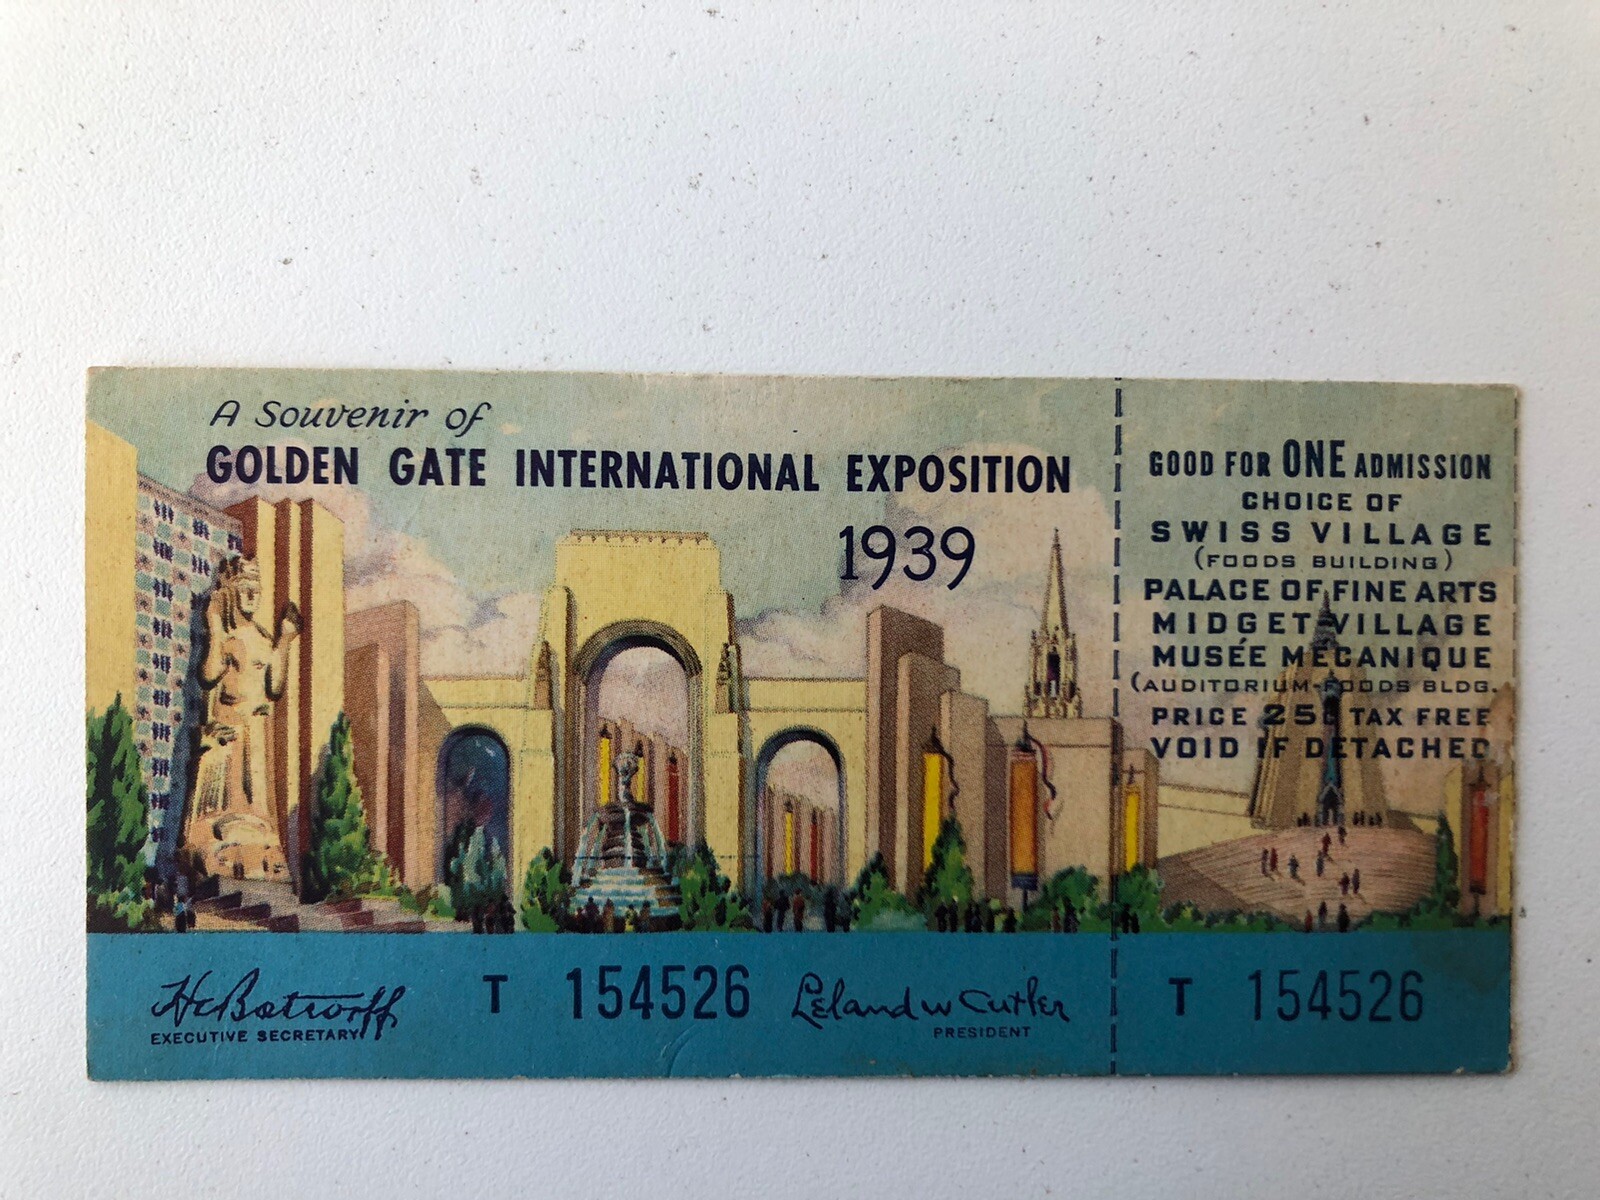 A Souvenir of
GOLDEN GATE INTERNATIONAL EXPOSITION
1939
EXECUTIVE SECRETARY
T 154526
Leland W Cutler
PRESIDENT
GOOD FOR ONE ADMISSION
CHOICE OF
SWISS VILLAGE
(FOODS BUILDING)
PALACE OF FINE ARTS
MIDGET VILLAGE
MUSÉE MÉCANIQUE
(AUDITORIUM-FOODS BLDG.
PRICE 25¢ TAX FREE
VOID IF DETACHED
T 154526